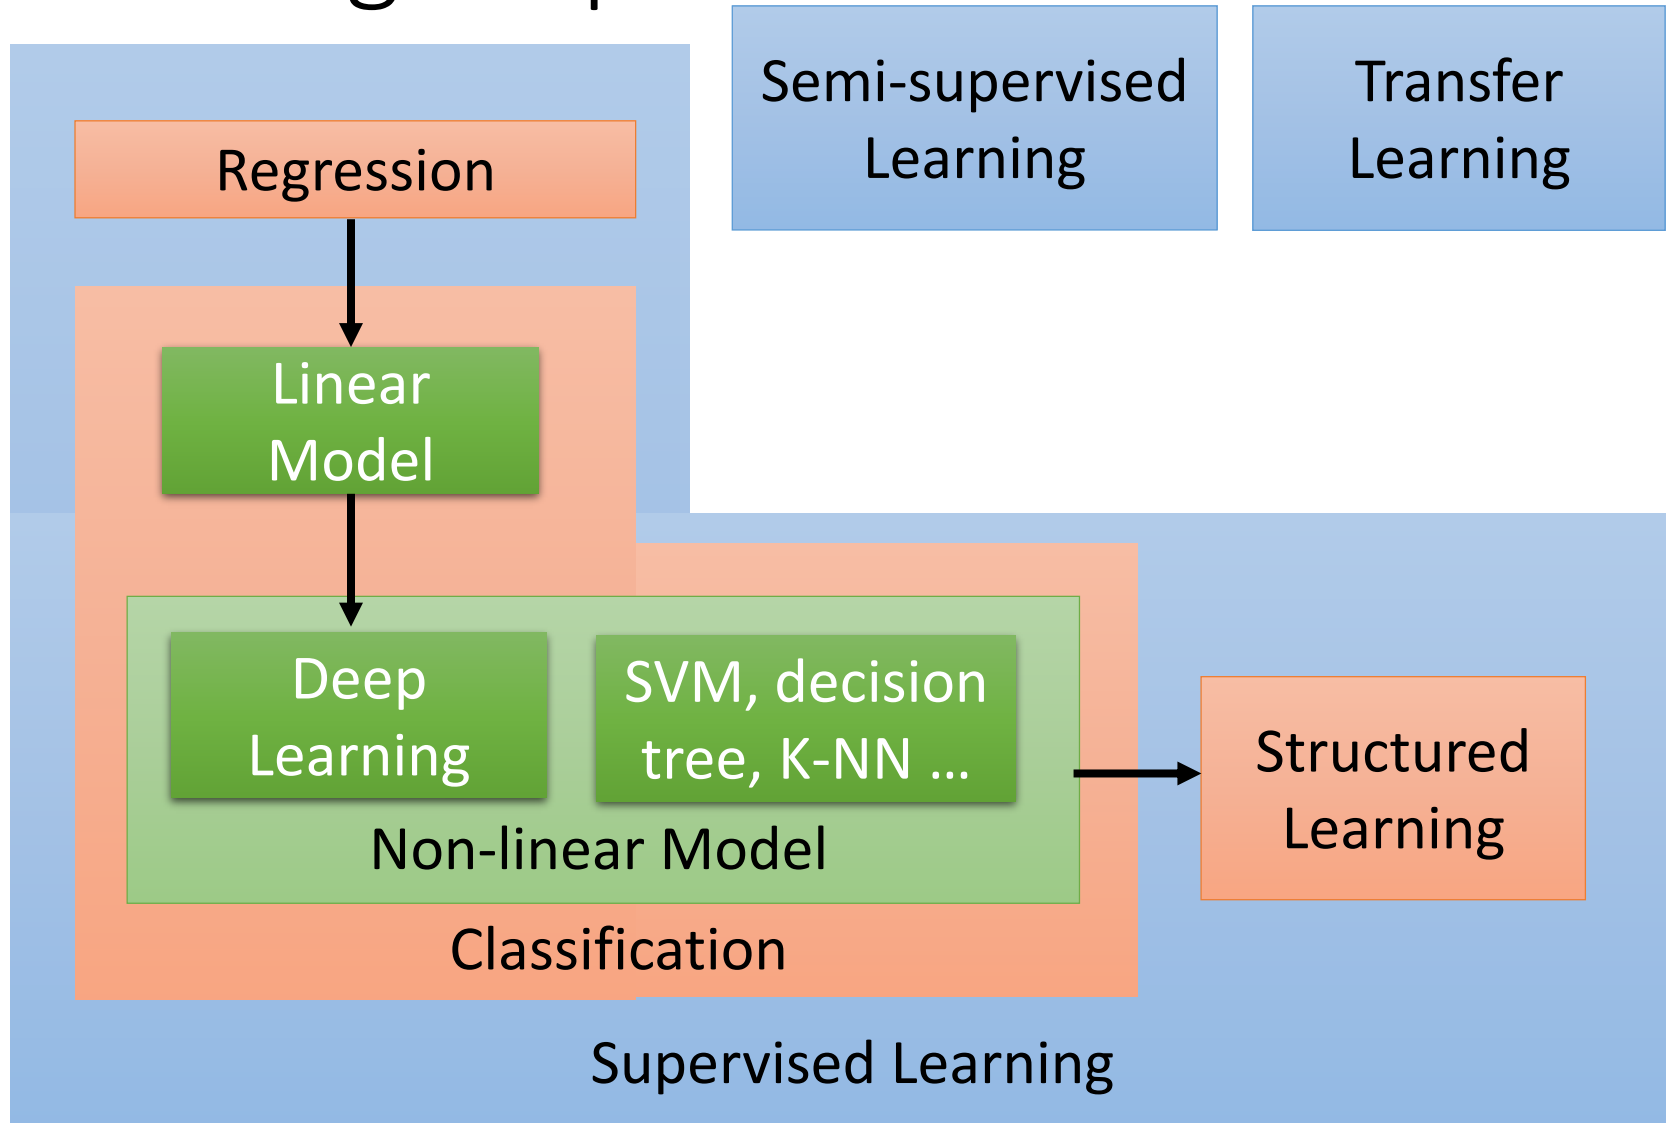 Semi-supervised
Learning
Transfer
Learning
Regression
Linear
Model
Deep
Learning
SVM, decision
tree, K-NN ...
Non-linear Model
Classification
Structured
Learning
Supervised Learning